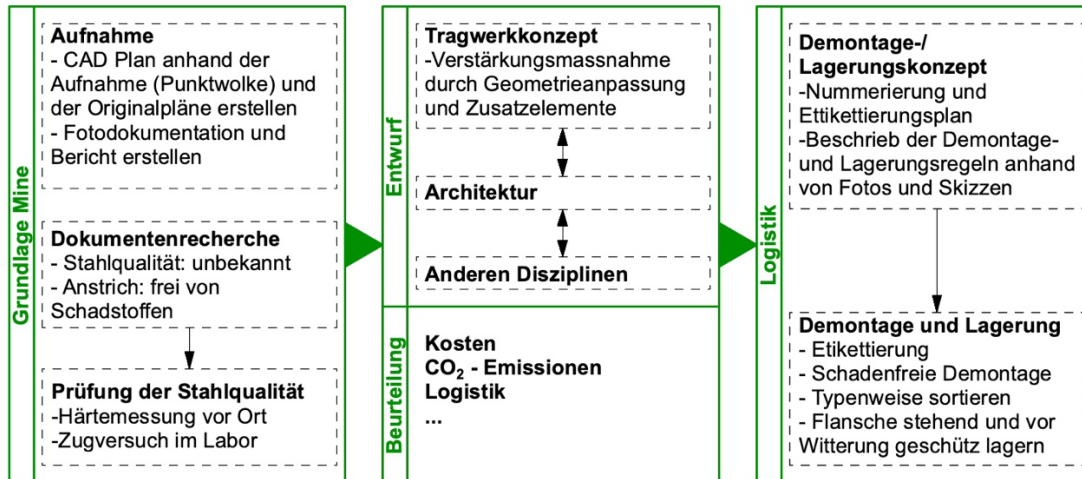 Grundlage Mine
Aufnahme
- CAD Plan anhand der
Aufnahme (Punktwolke) und
der Originalpläne erstellen
- Fotodokumentation und
Bericht erstellen
Dokumentenrecherche
- Stahlqualität: unbekannt
- Anstrich: frei von
Schadstoffen
Prüfung der Stahlqualität
-Härtemessung vor Ort
-Zugversuch im Labor
Entwurf
Tragwerkkonzept
-Verstärkungsmassnahme
durch Geometrieanpassung
und Zusatzelemente
Architektur
Anderen Disziplinen
Beurteilung
Kosten
CO₂ - Emissionen
Logistik
...
Logistik
Demontage-/
Lagerungskonzept
-Nummerierung und
Ettikettierungsplan
-Beschrieb der Demontage-
und Lagerungsregeln anhand
von Fotos und Skizzen
Demontage und Lagerung
- Etikettierung
- Schadenfreie Demontage
- Typenweise sortieren
- Flansche stehend und vor
Witterung geschütz lagern